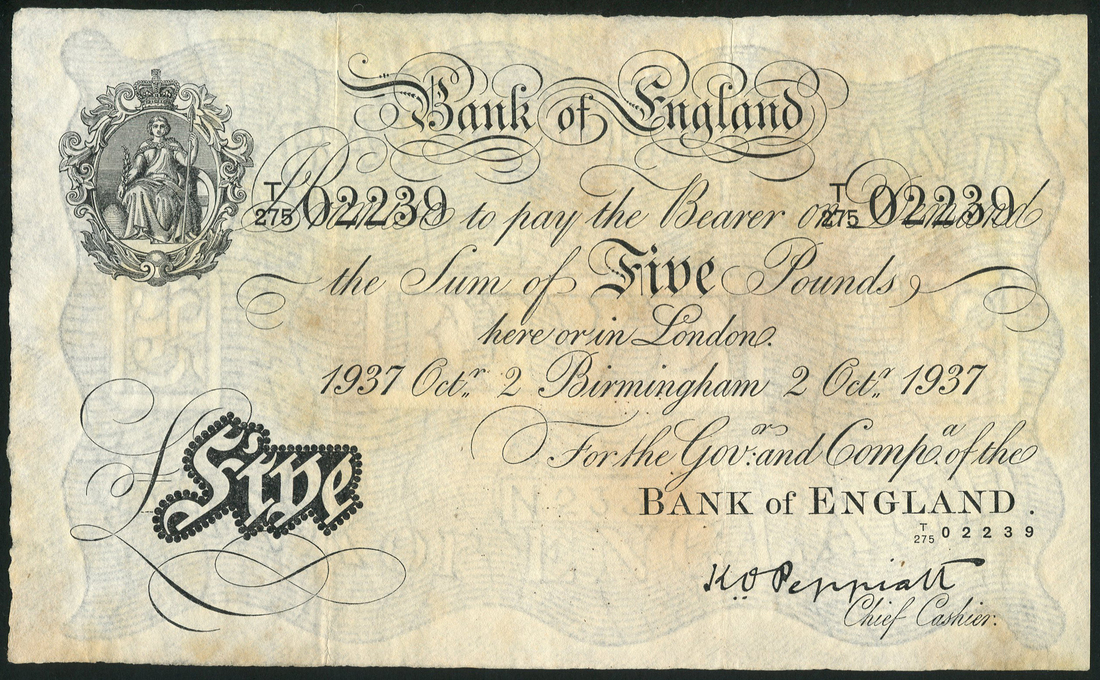 Bank of England
T/275 02239 T/275 02239
Promise to pay the Bearer on Demand
the Sum of Five Pounds
here or in London.
1937 Octr. 2 Birmingham 2 Octr. 1937
For the Govr. and Compa. of the
BANK of ENGLAND.
T/275 02239
£Five
K.O Peppiatt
Chief Cashier.